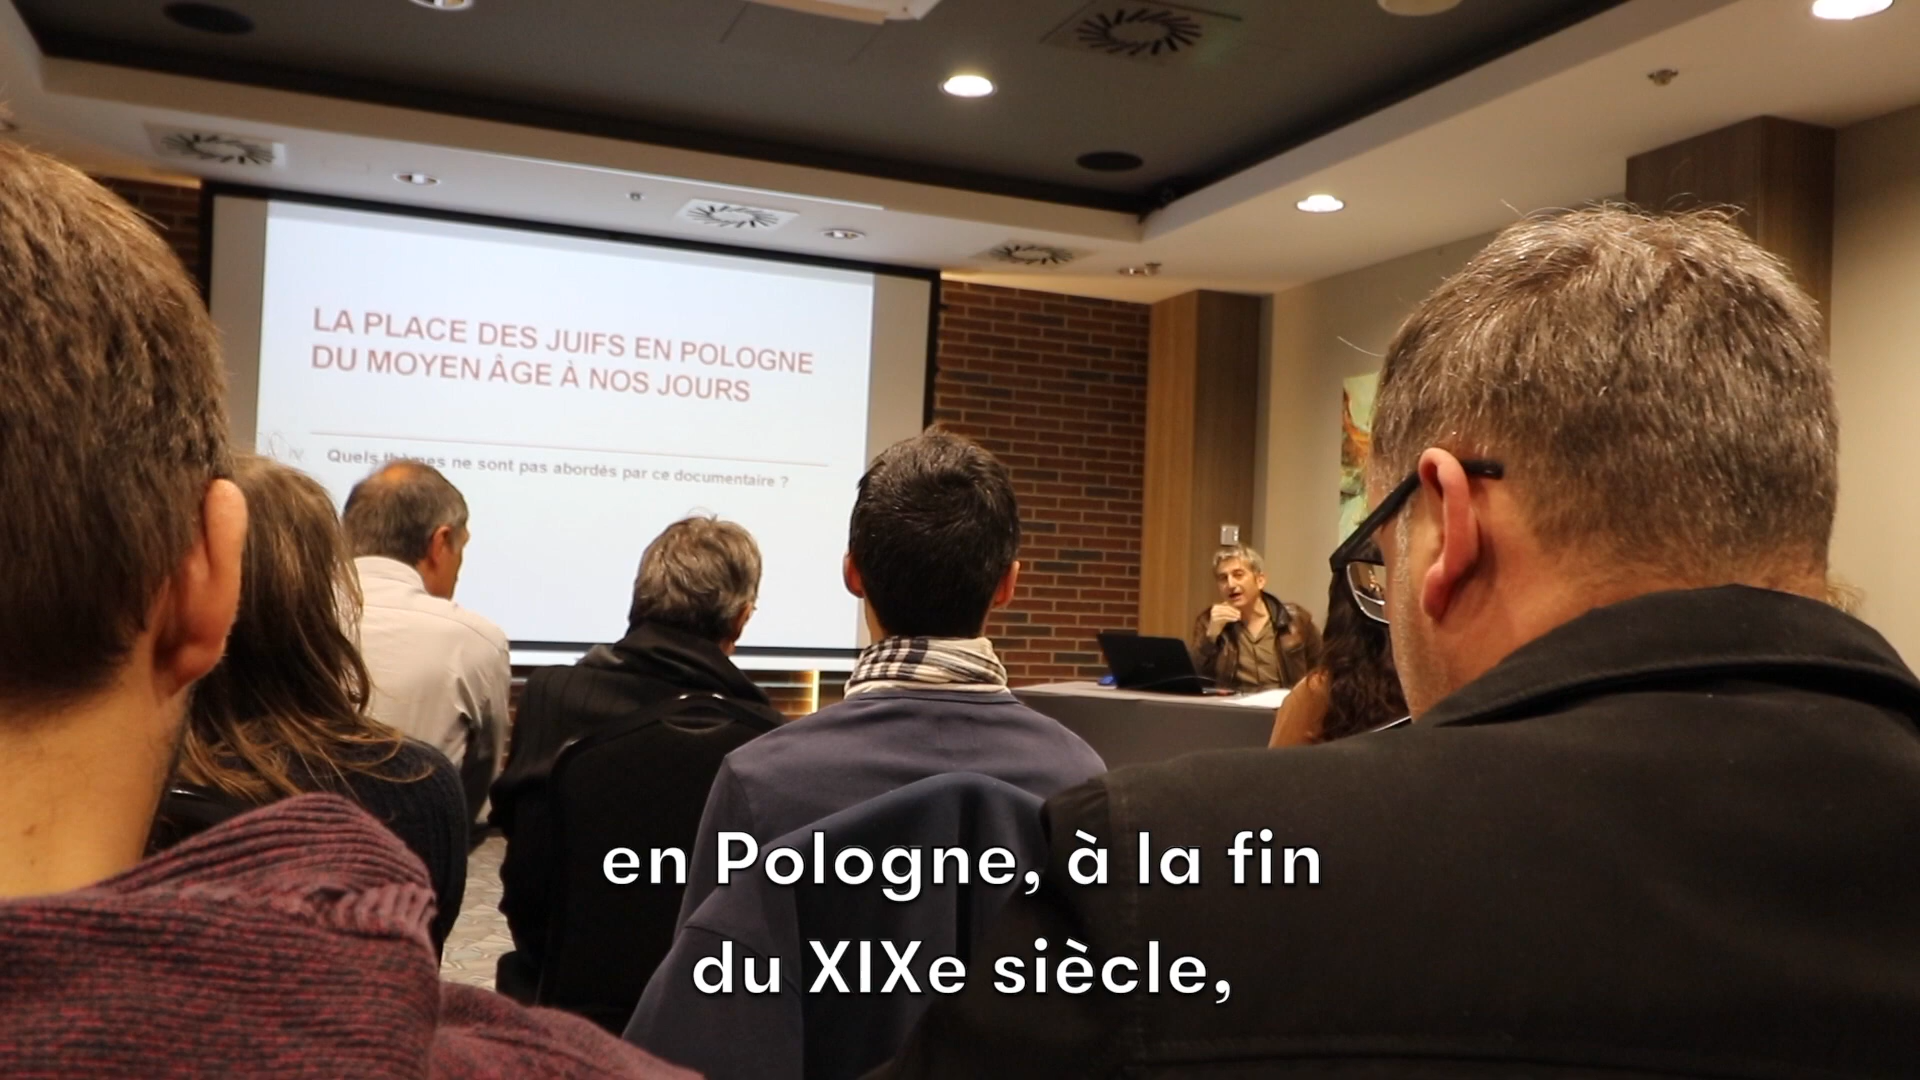 LA PLACE DES JUIFS EN POLOGNE
DU MOYEN ÂGE À NOS JOURS
Quels thèmes ne sont pas abordés par ce documentaire ?
en Pologne, à la fin
du XIXe siècle,